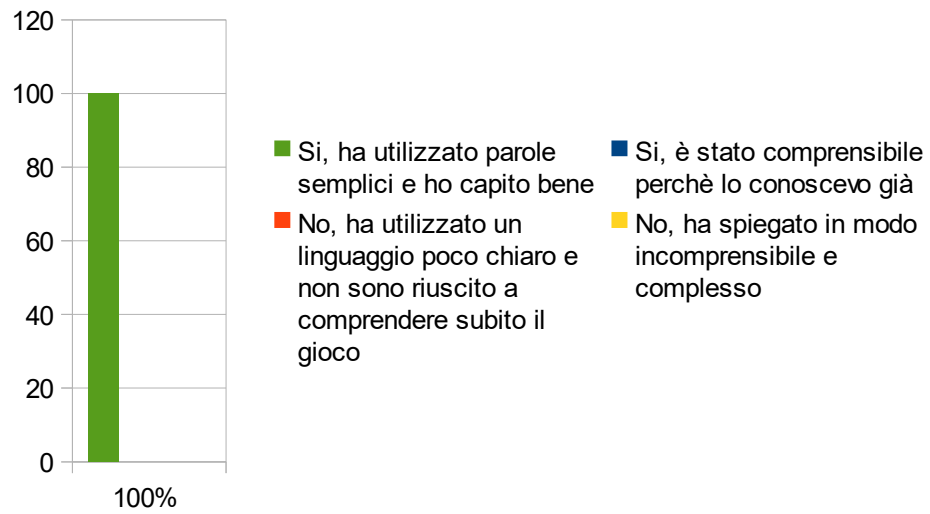 120
100
80
60
40
20
0
100%
Si, ha utilizzato parole
semplici e ho capito bene
Si, è stato comprensibile
perchè lo conoscevo già
No, ha utilizzato un
linguaggio poco chiaro e
non sono riuscito a
comprendere subito il
gioco
No, ha spiegato in modo
incomprensibile e
complesso